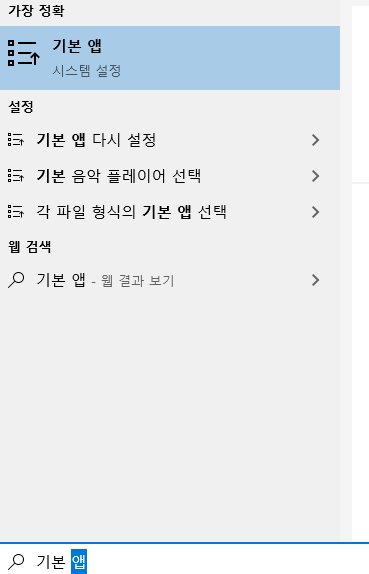 가장 정확
기본 앱
시스템 설정
설정
기본 앱 다시 설정
기본 음악 플레이어 선택
각 파일 형식의 기본 앱 선택
웹 검색
기본 앱 - 웹 결과 보기
기본 앱